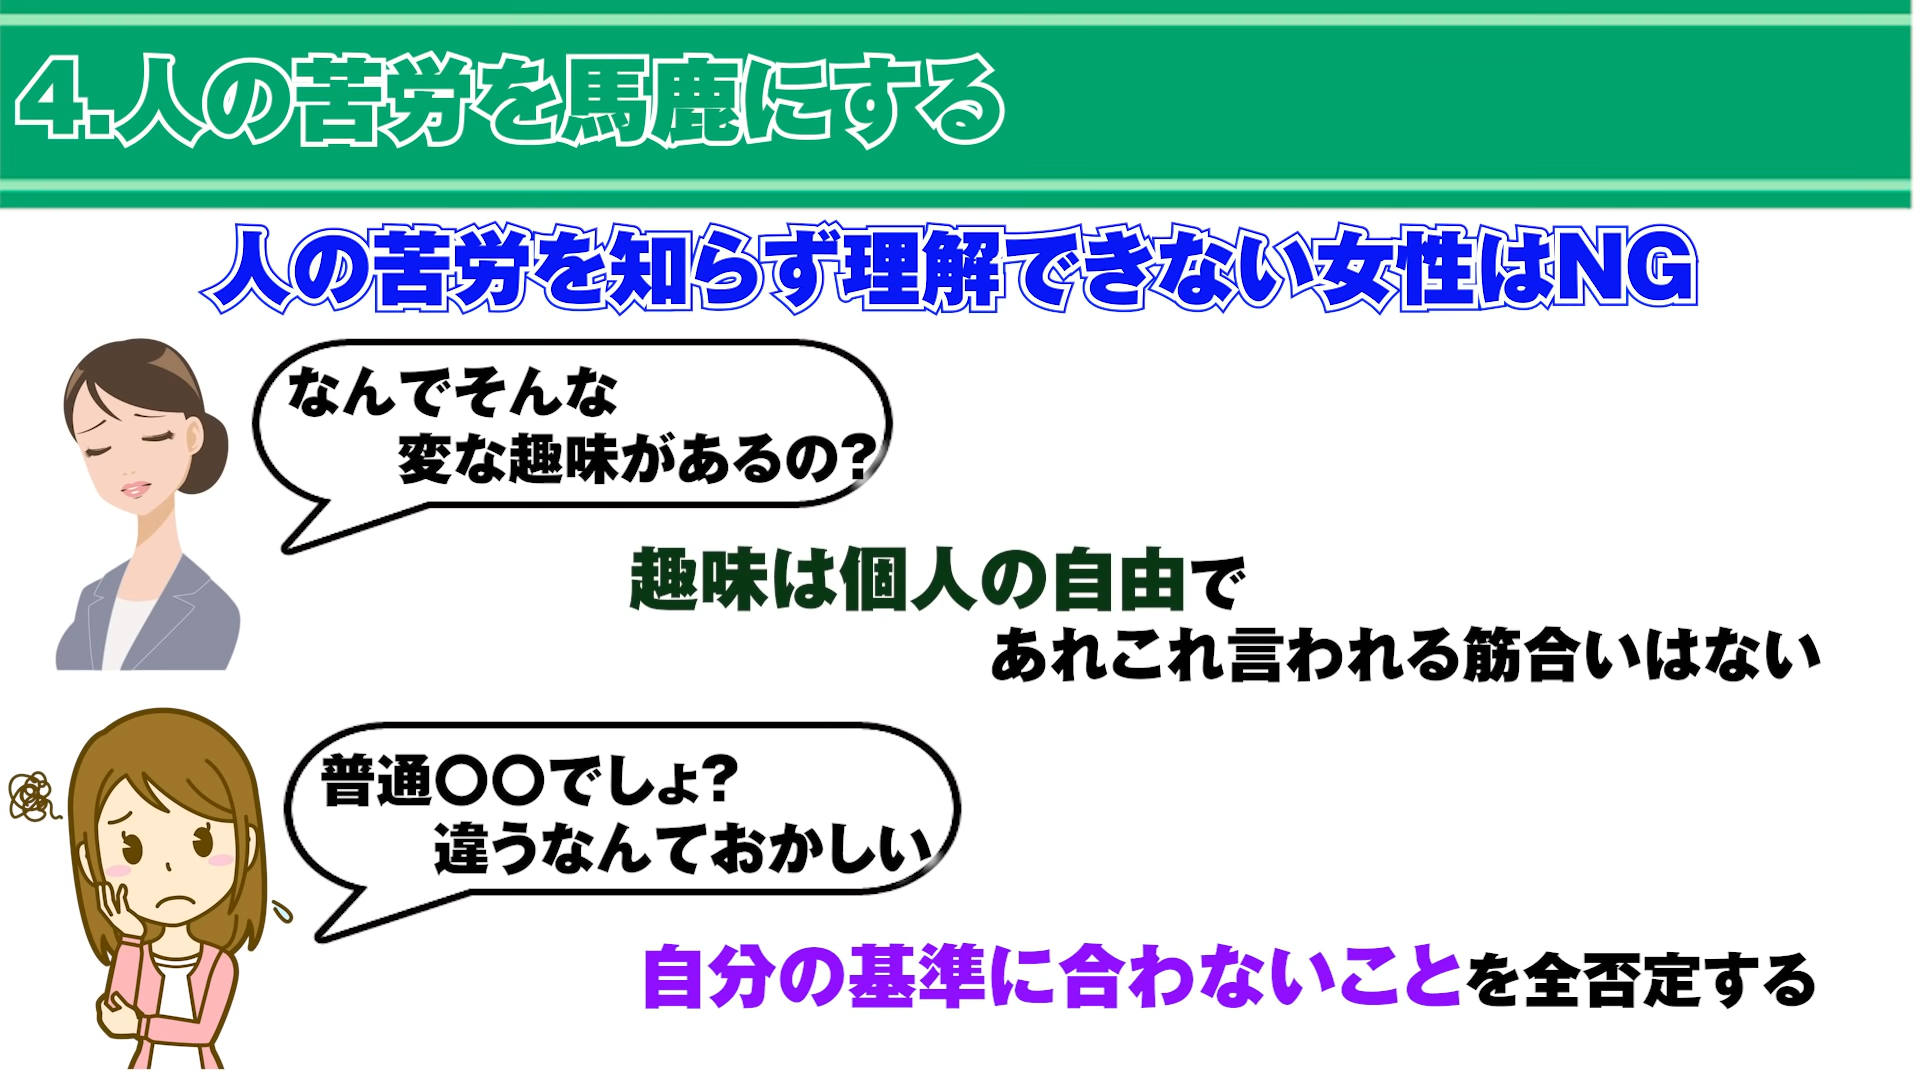 4.人の苦労を馬鹿にする
人の苦労を知らず理解できない女性はNG
なんでそんな
変な趣味があるの?
趣味は個人の自由で
あれこれ言われる筋合いはない
普通〇〇でしょ?
違うなんておかしい
自分の基準に合わないことを全否定する